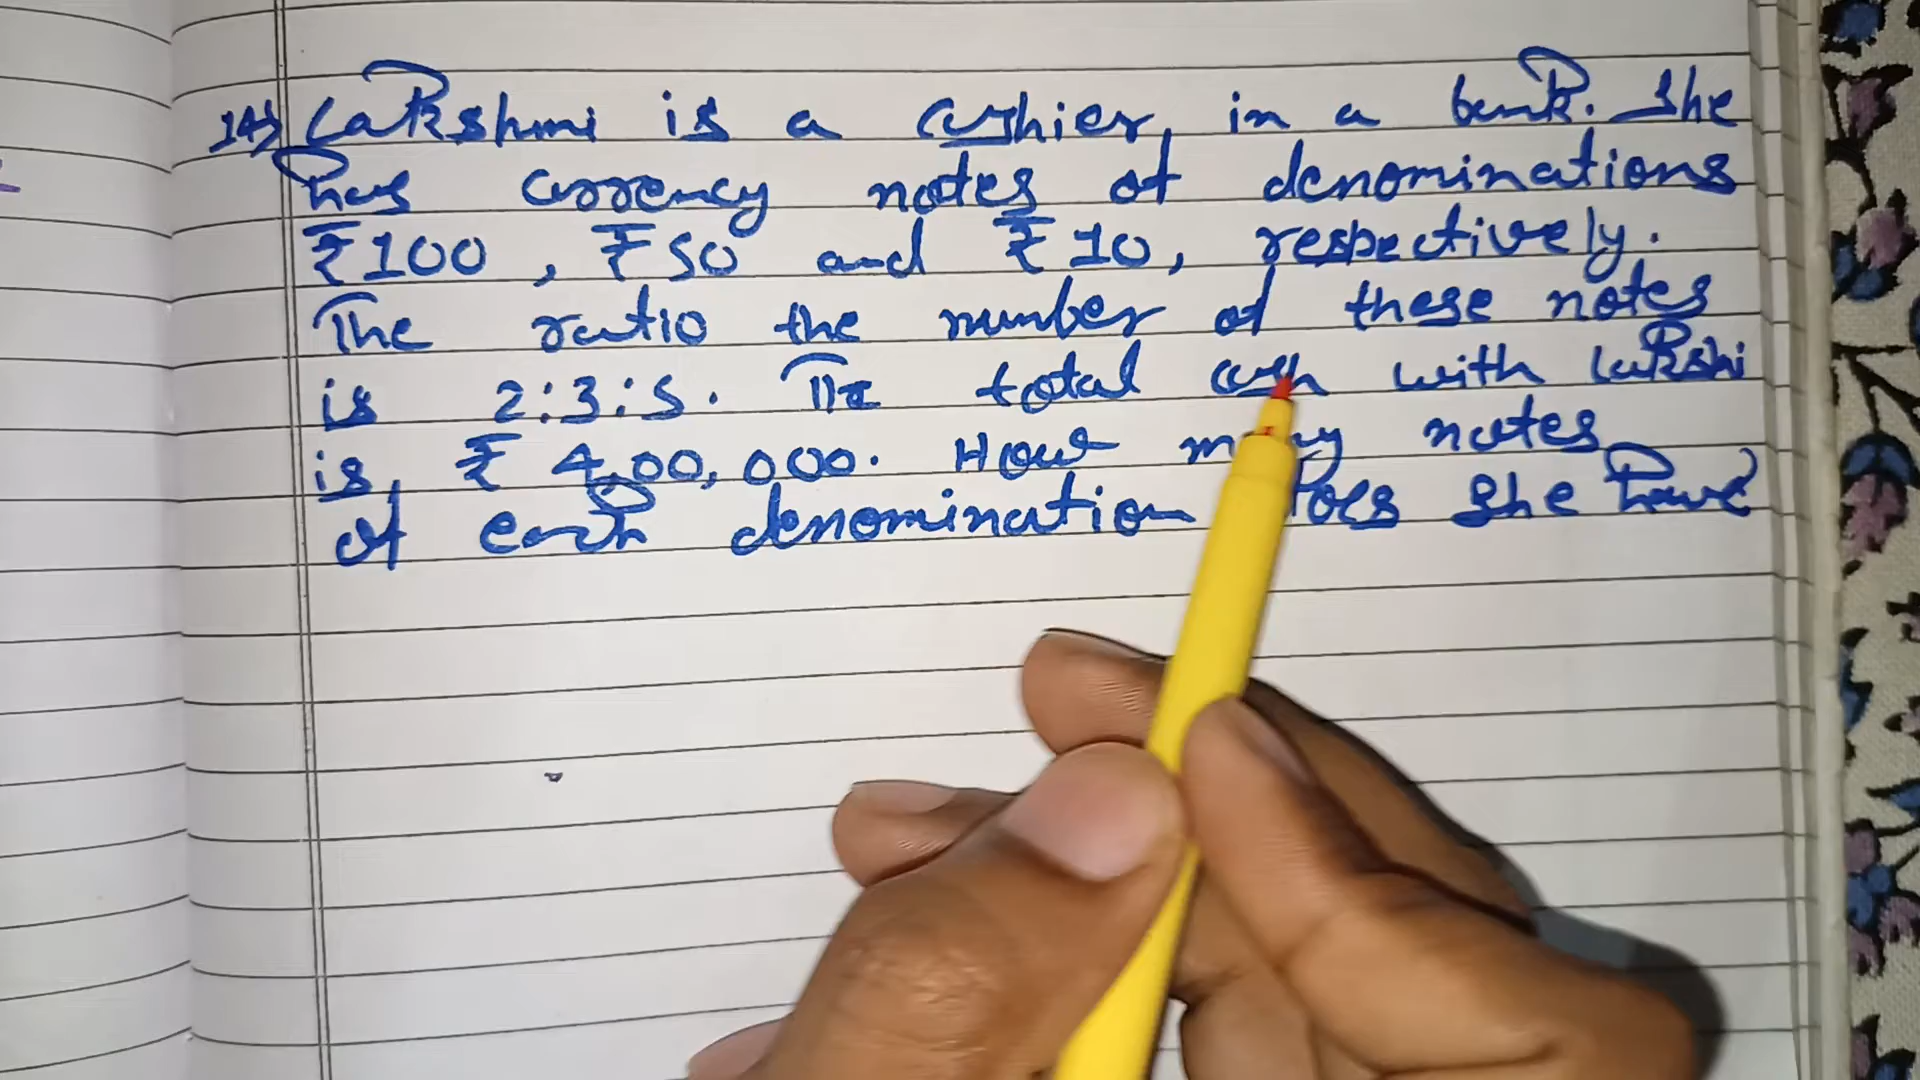 14) Lakshmi is a cashier, in a bank. She
has currency notes of denominations
₹100, ₹50 and ₹10, respectively.
The ratio the number of these notes
is 2:3:5. The total cash with Lakshi
is, ₹ 4,00,000. How many notes
of each denomination does she have